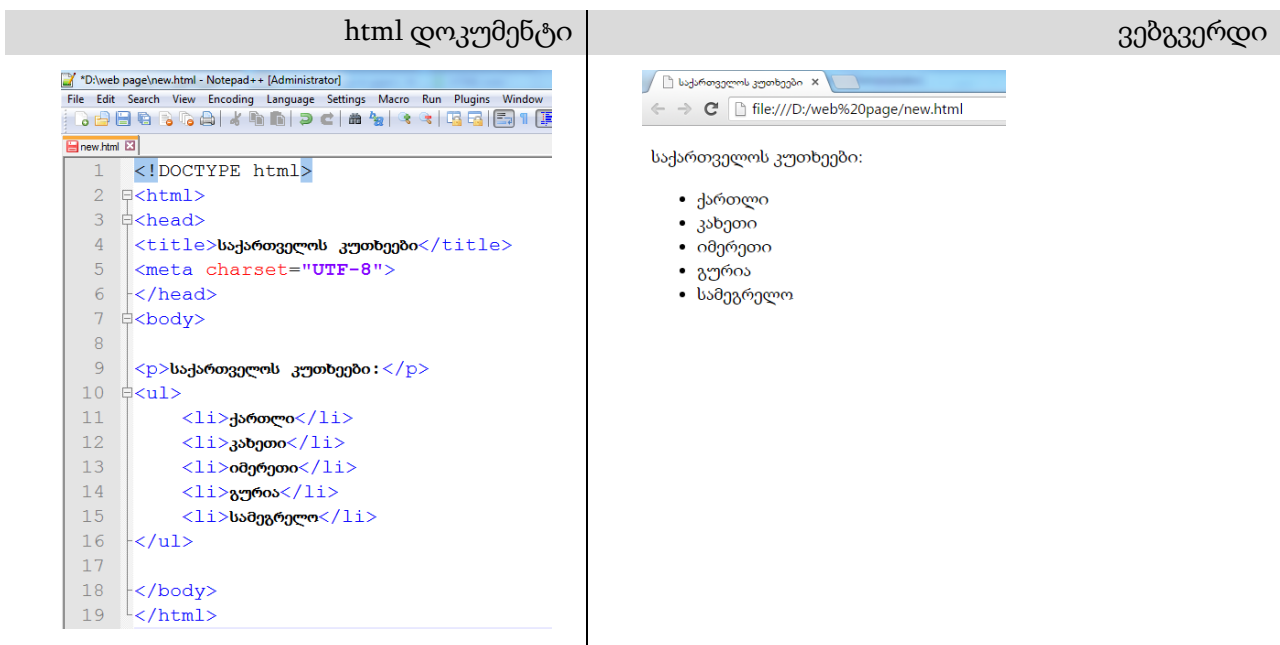 html დოკუმენტი
*D:\web page\new.html - Notepad++ [Administrator]
File Edit Search View Encoding Language Settings Macro Run Plugins Window
new.html
1 <!DOCTYPE html>
2 <html>
3 <head>
4 <title>საქართველოს კუთხეები</title>
5 <meta charset="UTF-8">
6 </head>
7 <body>
8
9 <p>საქართველოს კუთხეები:</p>
10 <ul>
11 <li>ქართლი</li>
12 <li>კახეთი</li>
13 <li>იმერეთი</li>
14 <li>გურია</li>
15 <li>სამეგრელო</li>
16 </ul>
17
18 </body>
19 </html>
ვებგვერდი
საქართველოს კუთხეები
file:///D:/web%20page/new.html
საქართველოს კუთხეები:
• ქართლი
• კახეთი
• იმერეთი
• გურია
• სამეგრელო